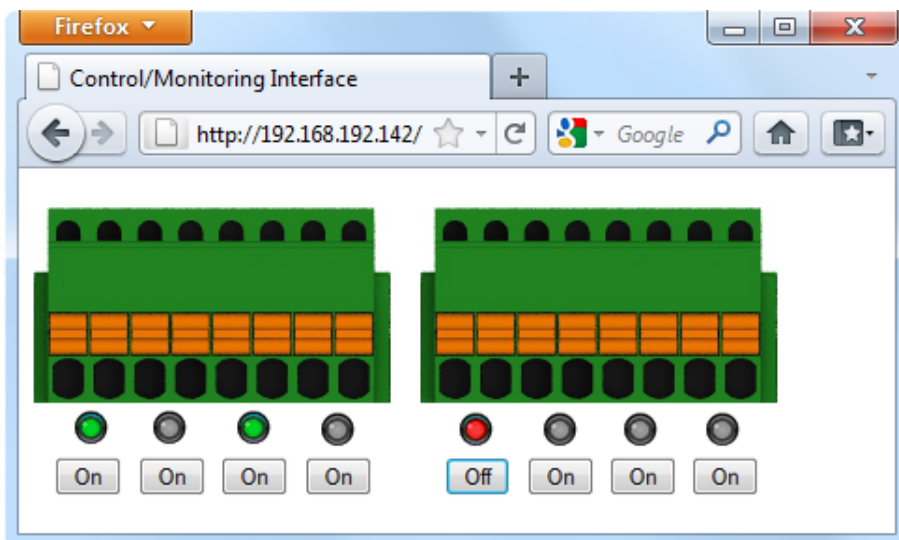 Firefox
Control/Monitoring Interface
http://192.168.192.142/ Google
On On On On Off On On On